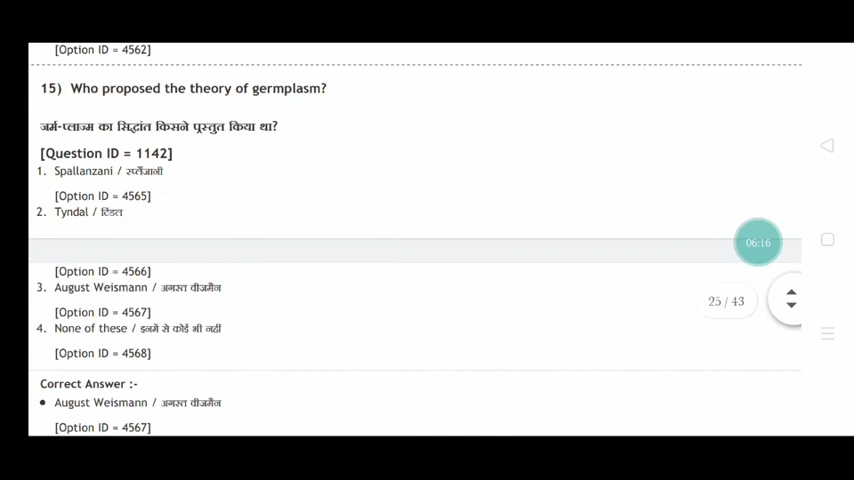 [Option ID = 4562]
15) Who proposed the theory of germplasm?
जर्म-प्लाज्म का सिद्धांत किसने प्रस्तुत किया था?
[Question ID = 1142]
1. Spallanzani / स्प्लैंजानी
[Option ID = 4565]
2. Tyndal / टिंडल
06:16
[Option ID = 4566]
3. August Weismann / अगस्त वीजमैन
25 / 43
[Option ID = 4567]
4. None of these / इनमें से कोई भी नहीं
[Option ID = 4568]
Correct Answer :-
• August Weismann / अगस्त वीजमैन
[Option ID = 4567]